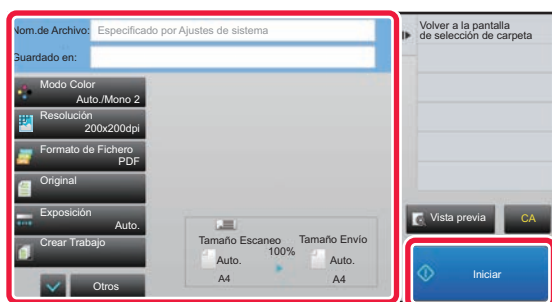 Nom.de Archivo: Especificado por Ajustes de sistema
Guardado en:
Modo Color
Auto./Mono 2
Resolución
200x200dpi
Formato de Fichero
PDF
Original
Exposición
Auto.
Crear Trabajo
Otros
Tamaño Escaneo
100%
Tamaño Envío
Auto.
Auto.
A4
A4
Volver a la pantalla
de selección de carpeta
Vista previa
CA
Iniciar